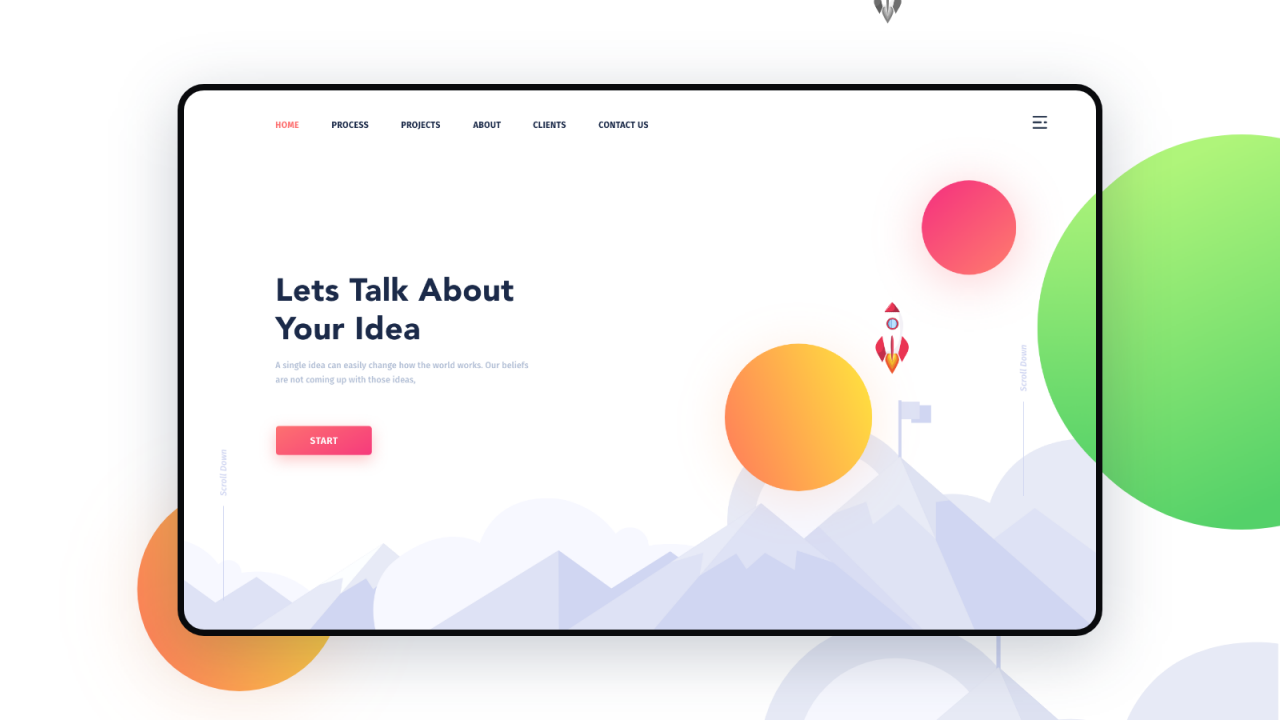 HOME PROCESS PROJECTS ABOUT CLIENTS CONTACT US
Lets Talk About
Your Idea
A single idea can easily change how the world works. Our beliefs
are not coming up with those ideas,
START
Scroll Down
Scroll Down